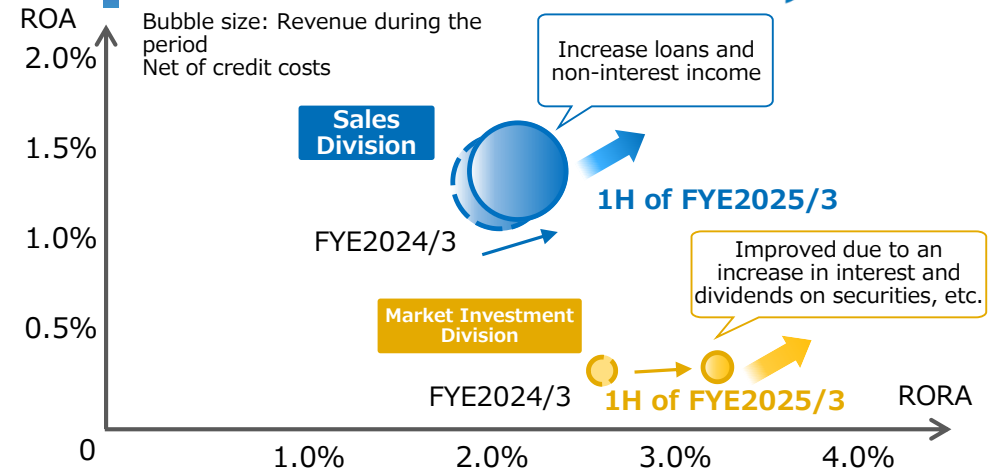 ROA
Bubble size: Revenue during the
period
Net of credit costs
2.0%
Increase loans and
non-interest income
Sales
Division
1.5%
1H of FYE2025/3
FYE2024/3
1.0%
Improved due to an
increase in interest and
dividends on securities, etc.
Market Investment
Division
0.5%
FYE2024/3
1H of FYE2025/3
RORA
0
1.0%
2.0%
3.0%
4.0%